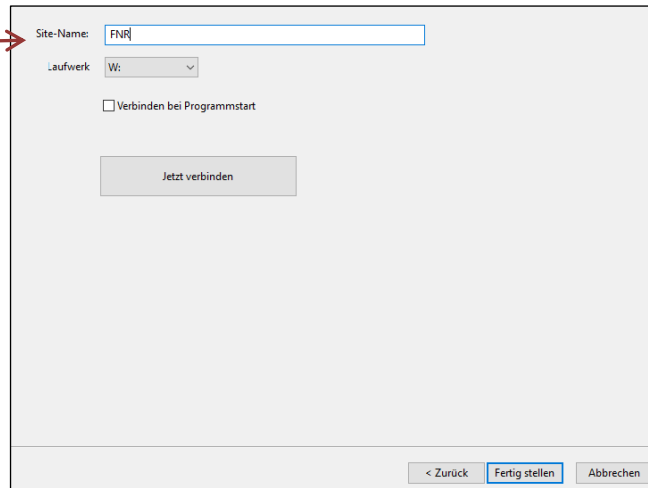 Site-Name: FNR
Laufwerk W:
Verbinden bei Programmstart
Jetzt verbinden
< Zurück Fertig stellen Abbrechen